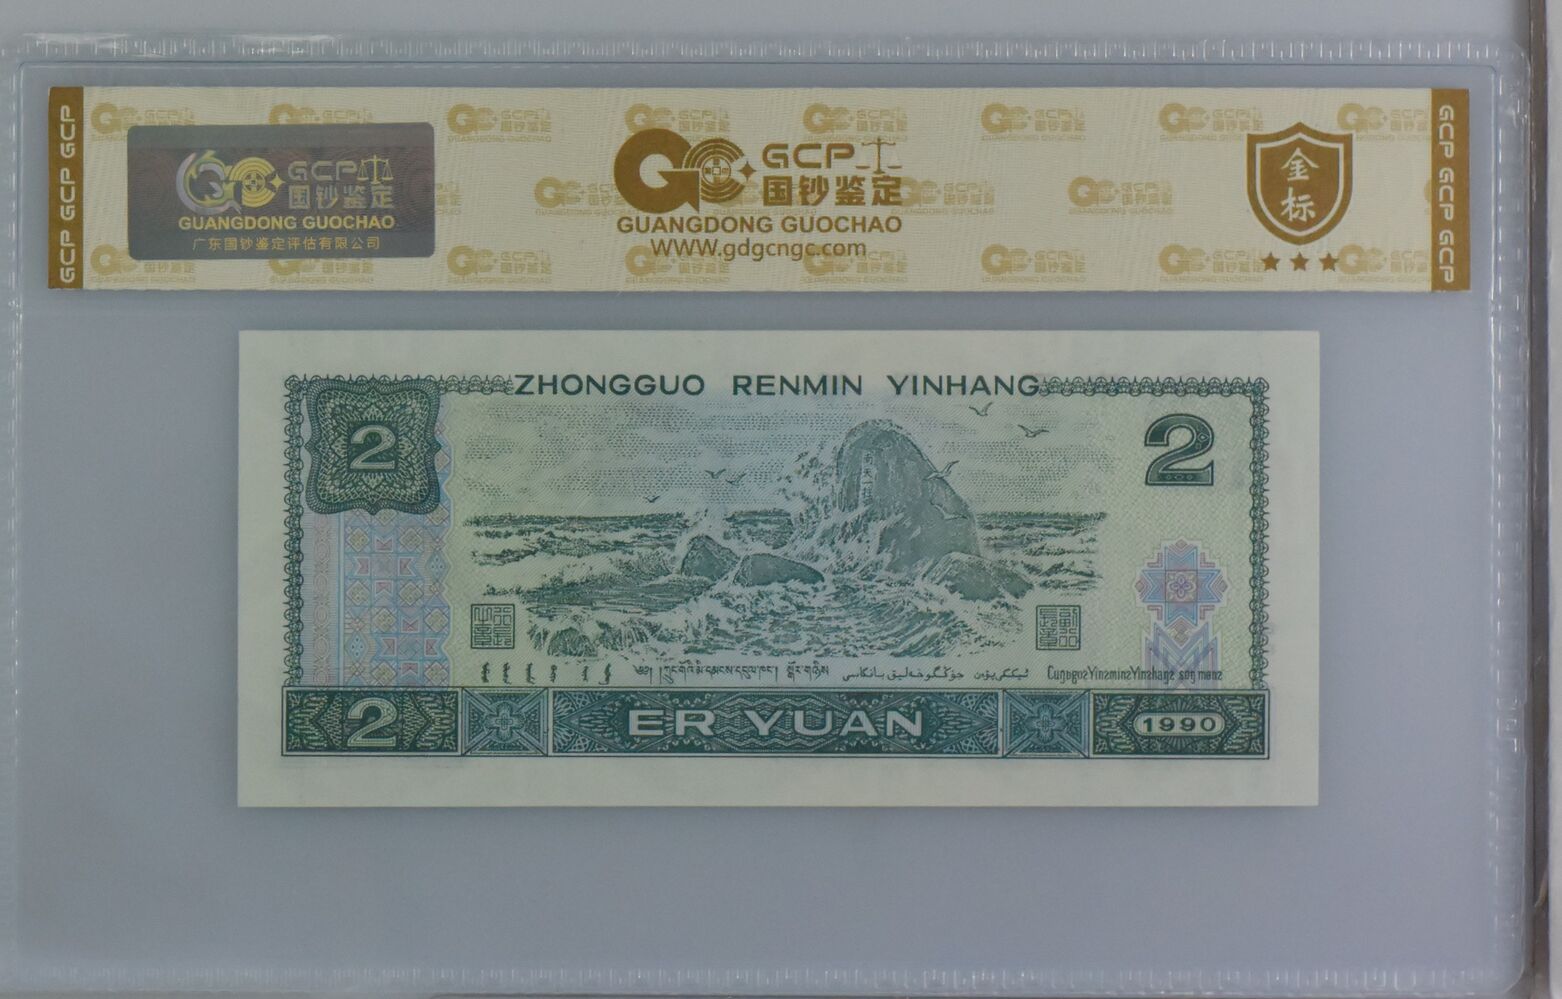 GCP GCP GCP
GCP
国钞鉴定
GUANGDONG GUOCHAO
广东国钞鉴定评估有限公司
GCP
国钞鉴定
GUANGDONG GUOCHAO
WWW.gdgcngc.com
金标
GCP GCP GCP
ZHONGGUO RENMIN YINHANG
2
2
ER YUAN
2
1990